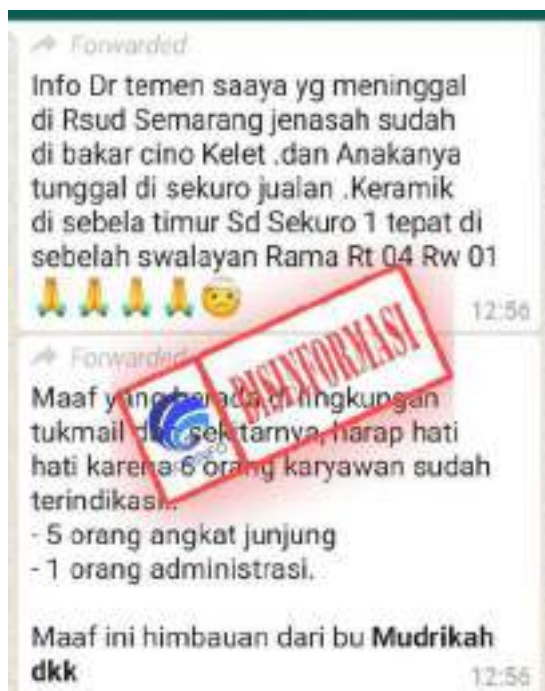 Forwarded
Info Dr temen saaya yg meninggal
di Rsud Semarang jenasah sudah
di bakar cino Kelet .dan Anakanya
tunggal di sekuro jualan .Keramik
di sebela timur Sd Sekuro 1 tepat di
sebelah swalayan Rama Rt 04 Rw 01
🙏🙏🙏🙏🤕
12:56
Forwarded
DISINFORMASI
Maaf yang berada di lingkungan
tukmail dan sekitarnya, harap hati
hati karena 6 orang karyawan sudah
terindikasi..
- 5 orang angkat junjung
- 1 orang administrasi.
Maaf ini himbauan dari bu Mudrikah
dkk
12:56